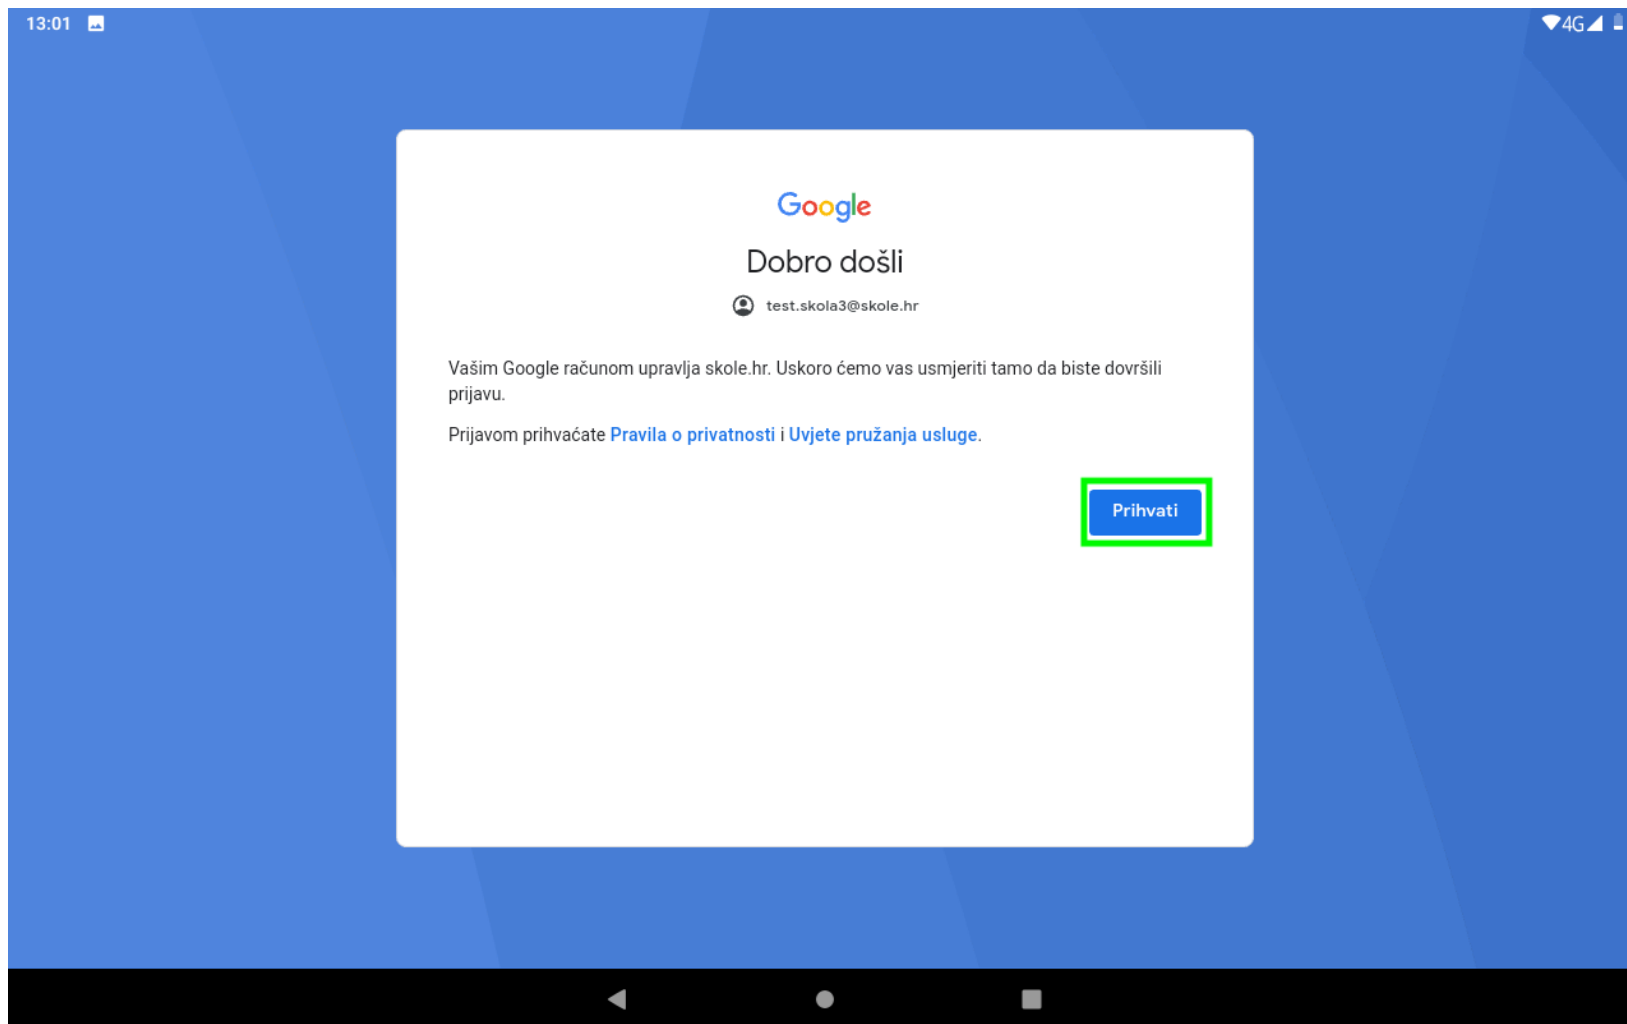 13:01
4G
Google
Dobro došli
test.skola3@skole.hr
Vašim Google računom upravlja skole.hr. Uskoro ćemo vas usmjeriti tamo da biste dovršili
prijavu.
Prijavom prihvaćate Pravila o privatnosti i Uvjete pružanja usluge.
Prihvati